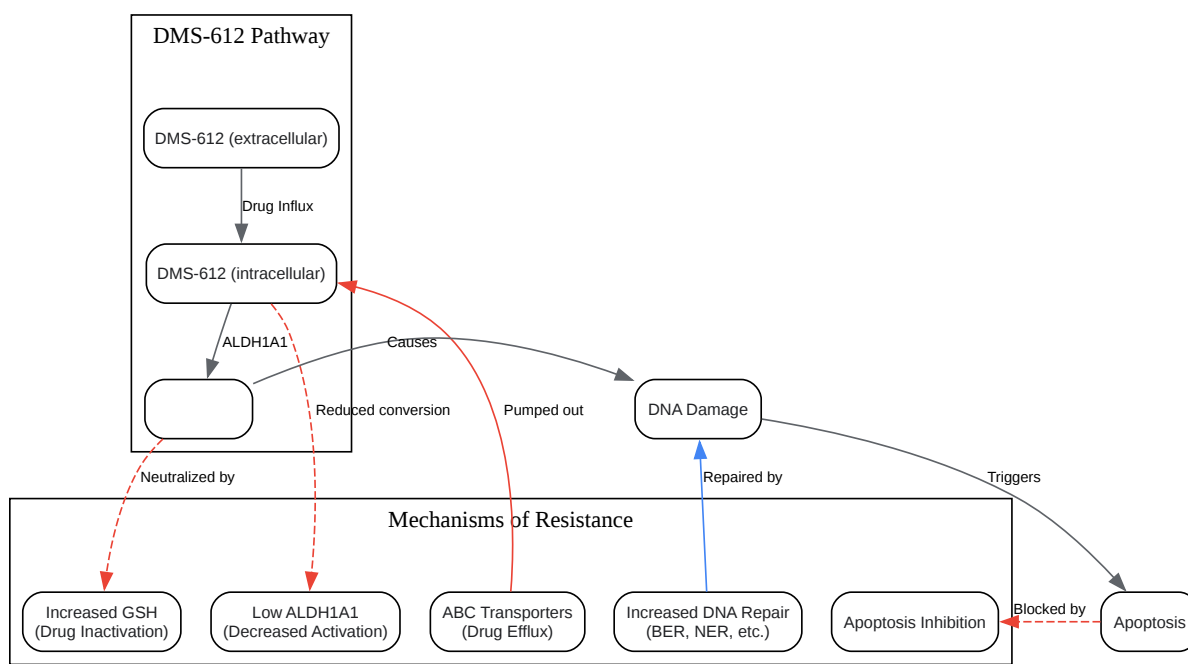 DMS-612 Pathway
DMS-612 (extracellular)
Drug Influx
DMS-612 (intracellular)
ALDH1A1
Causes
Reduced conversion
Pumped out
DNA Damage
Neutralized by
Repaired by
Triggers
Mechanisms of Resistance
Increased GSH
(Drug Inactivation)
Low ALDH1A1
(Decreased Activation)
ABC Transporters
(Drug Efflux)
Increased DNA Repair
(BER, NER, etc.)
Apoptosis Inhibition
Blocked by
Apoptosis